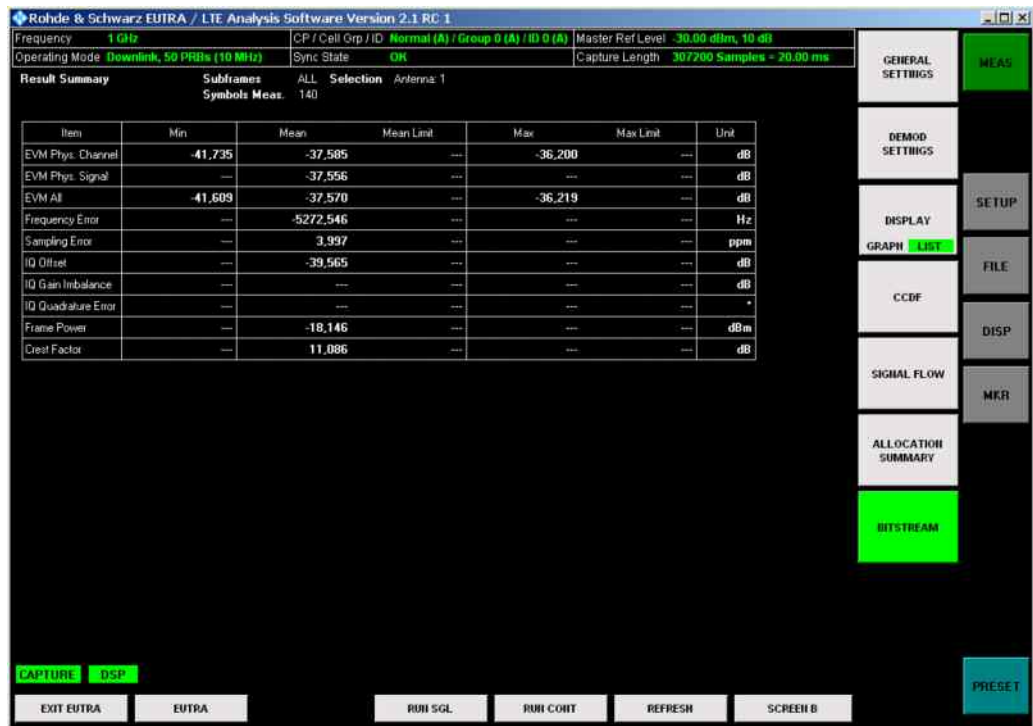 Rohde & Schwarz EUTRA / LTE Analysis Software Version 2.1 RC 1
Frequency 1 GHz CP / Cell Grp / ID Normal (A) / Group 0 (A) / ID 0 (A) Master Ref Level -30.00 dBm, 10 dB
Operating Mode Downlink, 50 PRBs (10 MHz) Sync State OK Capture Length 307200 Samples = 20.00 ms
Result Summary Subframes ALL Selection Antenna: 1
Symbols Meas. 140
Item Min Mean Mean Limit Max Max Limit Unit
EVM Phys. Channel -41,735 -37,585 --- -36,200 --- dB
EVM Phys. Signal --- -37,556 --- --- --- dB
EVM All -41,609 -37,570 --- -36,219 --- dB
Frequency Error --- -5272,546 --- --- --- Hz
Sampling Error --- 3,997 --- --- --- ppm
IQ Offset --- -39,565 --- --- --- dB
IQ Gain Imbalance --- --- --- --- --- dB
IQ Quadrature Error --- --- --- --- --- °
Frame Power --- -18,146 --- --- --- dBm
Crest Factor --- 11,086 --- --- --- dB
GENERAL
SETTINGS
DEMOD
SETTINGS
DISPLAY
GRAPH LIST
CCDF
SIGNAL FLOW
ALLOCATION
SUMMARY
BITSTREAM
MEAS
SETUP
FILE
DISP
MKR
PRESET
CAPTURE DSP
EXIT EUTRA EUTRA RUN SGL RUN CONT REFRESH SCREEN B